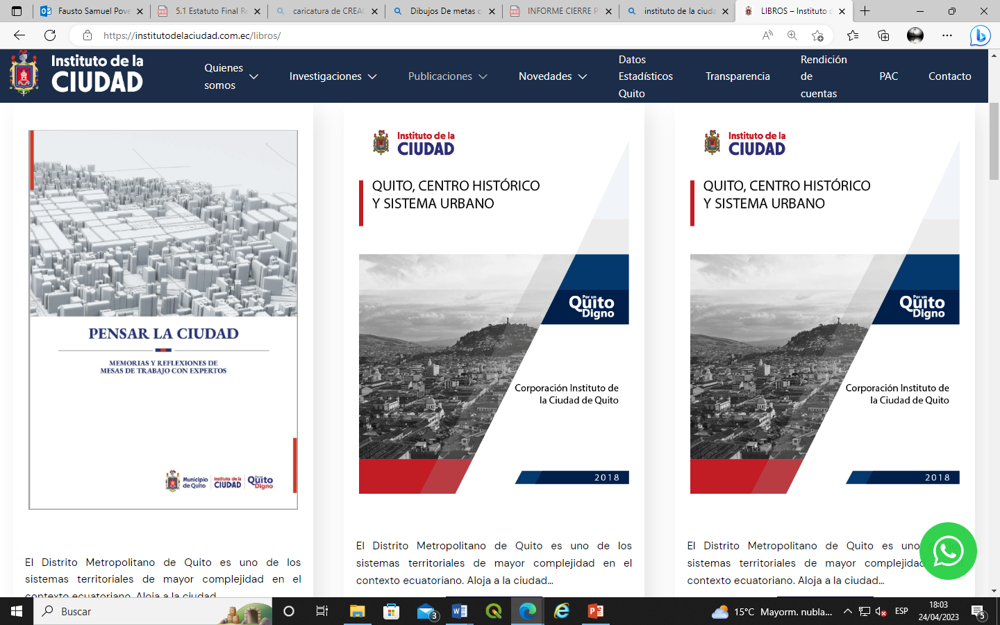 Fausto Samuel Pove
5.1 Estatuto Final Re
caricatura de CREAC
Dibujos De metas c
INFORME CIERRE P
instituto de la ciuda
LIBROS – Instituto d
https://institutodelaciudad.com.ec/libros/
Instituto de la
CIUDAD
Quienes
somos
Investigaciones
Publicaciones
Novedades
Datos
Estadísticos
Quito
Transparencia
Rendición
de
cuentas
PAC
Contacto
PENSAR LA CIUDAD
MEMORIAS Y REFLEXIONES DE
MESAS DE TRABAJO CON EXPERTOS
Municipio
de Quito
Instituto de la
CIUDAD
Por un
Quito
Digno
El Distrito Metropolitano de Quito es uno de los
sistemas territoriales de mayor complejidad en el
contexto ecuatoriano. Aloja a la ciudad
Instituto de la
CIUDAD
QUITO, CENTRO HISTÓRICO
Y SISTEMA URBANO
Por un
Quito
Digno
Corporación Instituto de
la Ciudad de Quito
2018
El Distrito Metropolitano de Quito es uno de los
sistemas territoriales de mayor complejidad en el
contexto ecuatoriano. Aloja a la ciudad...
Instituto de la
CIUDAD
QUITO, CENTRO HISTÓRICO
Y SISTEMA URBANO
Por un
Quito
Digno
Corporación Instituto de
la Ciudad de Quito
2018
El Distrito Metropolitano de Quito es uno
sistemas territoriales de mayor complejidad
contexto ecuatoriano. Aloja a la ciudad...
Buscar
3
15°C Mayorm. nubla...
ESP
18:03
24/04/2023
5